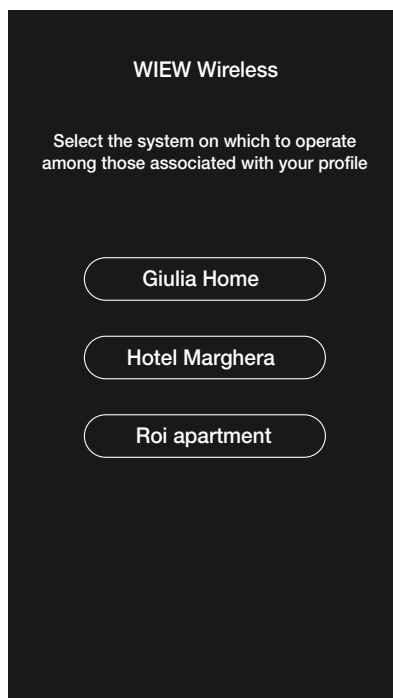 WIEW Wireless
Select the system on which to operate
among those associated with your profile
Giulia Home
Hotel Marghera
Roi apartment